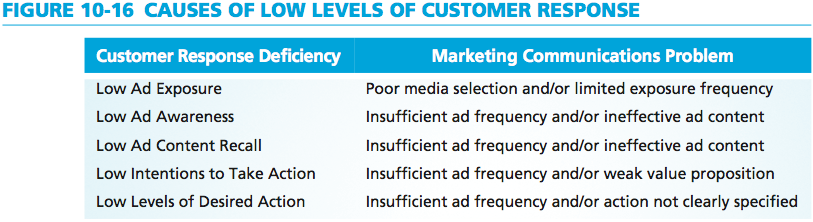 FIGURE 10-16 CAUSES OF LOW LEVELS OF CUSTOMER RESPONSE
Customer Response Deficiency Marketing Communications Problem
Low Ad Exposure Poor media selection and/or limited exposure frequency
Low Ad Awareness Insufficient ad frequency and/or ineffective ad content
Low Ad Content Recall Insufficient ad frequency and/or ineffective ad content
Low Intentions to Take Action Insufficient ad frequency and/or weak value proposition
Low Levels of Desired Action Insufficient ad frequency and/or action not clearly specified